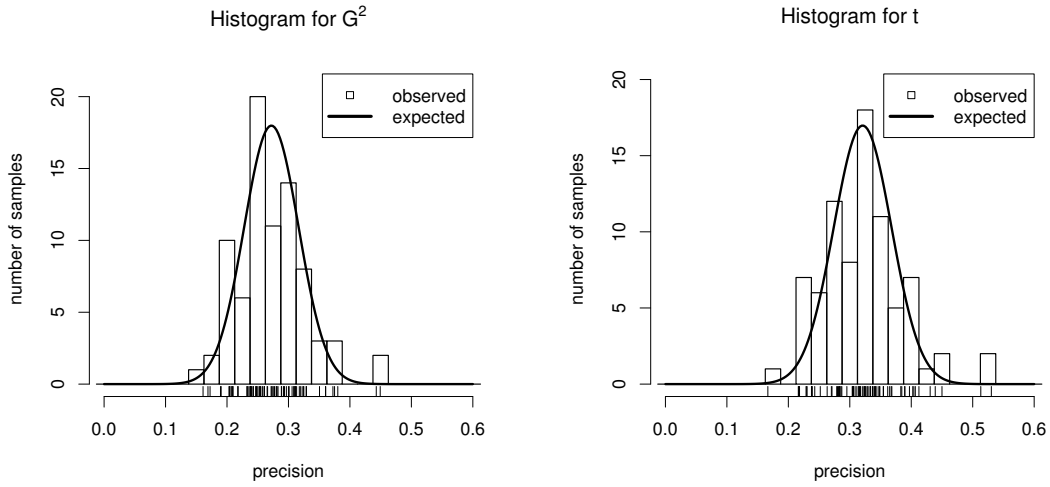 Histogram for G²
observed
expected
number of samples
20
15
10
5
0
0.0 0.1 0.2 0.3 0.4 0.5 0.6
precision
Histogram for t
observed
expected
number of samples
20
15
10
5
0
0.0 0.1 0.2 0.3 0.4 0.5 0.6
precision